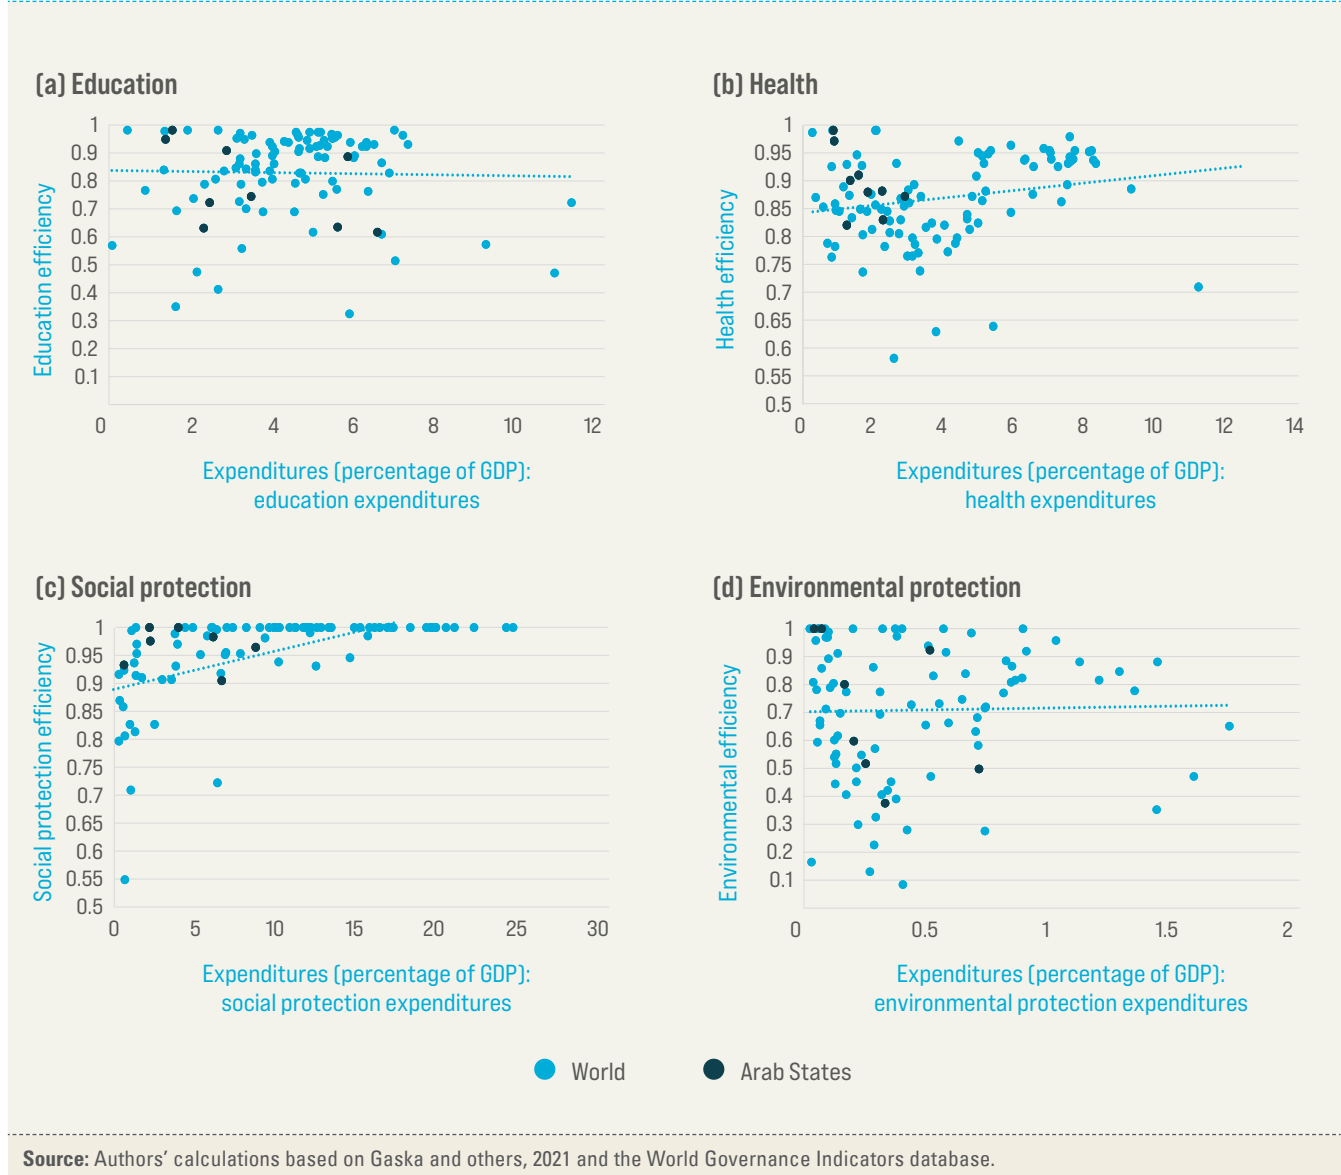 (a) Education
1
0.9
0.8
0.7
0.6
0.5
0.4
0.3
0.2
0.1
0 2 4 6 8 10 12
Education efficiency
Expenditures (percentage of GDP):
education expenditures
(b) Health
1
0.95
0.9
0.85
0.8
0.75
0.7
0.65
0.6
0.55
0.5
0 2 4 6 8 10 12 14
Health efficiency
Expenditures (percentage of GDP):
health expenditures
(c) Social protection
1
0.95
0.9
0.85
0.8
0.75
0.7
0.65
0.6
0.55
0.5
0 5 10 15 20 25 30
Social protection efficiency
Expenditures (percentage of GDP):
social protection expenditures
(d) Environmental protection
1
0.9
0.8
0.7
0.6
0.5
0.4
0.3
0.2
0.1
0 0.5 1 1.5 2
Environmental efficiency
Expenditures (percentage of GDP):
environmental protection expenditures
World
Arab States
Source: Authors' calculations based on Gaska and others, 2021 and the World Governance Indicators database.